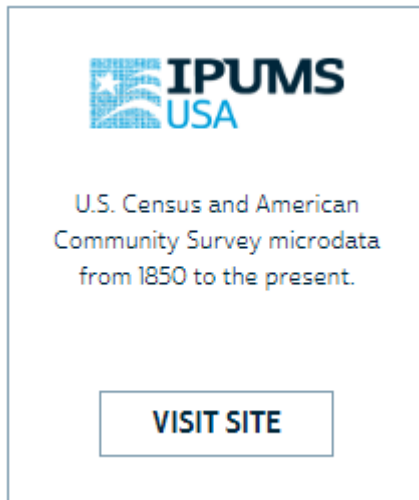 IPUMS
USA
U.S. Census and American
Community Survey microdata
from 1850 to the present.
VISIT SITE